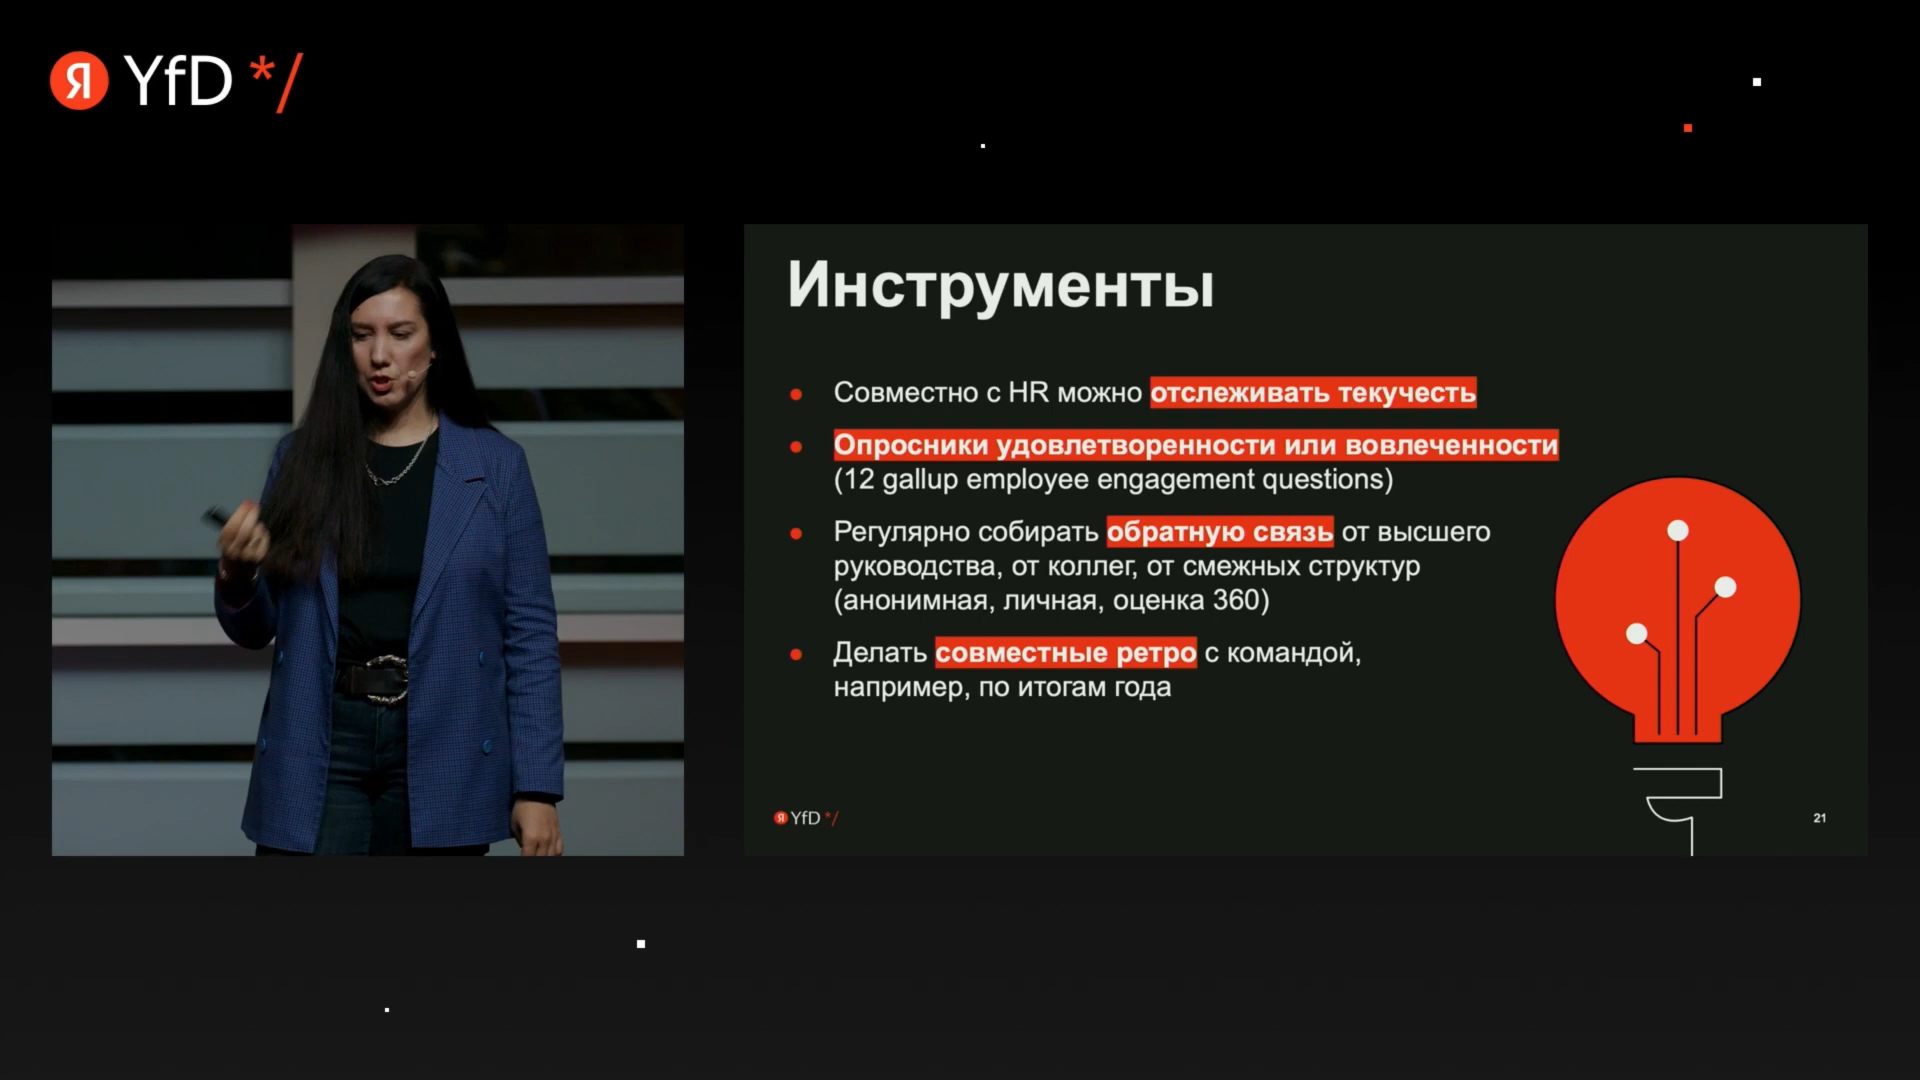 Я YfD */
Инструменты
Совместно с HR можно отслеживать текучесть
Опросники удовлетворенности или вовлеченности
(12 gallup employee engagement questions)
Регулярно собирать обратную связь от высшего
руководства, от коллег, от смежных структур
(анонимная, личная, оценка 360)
Делать совместные ретро с командой,
например, по итогам года
Я YfD */
21